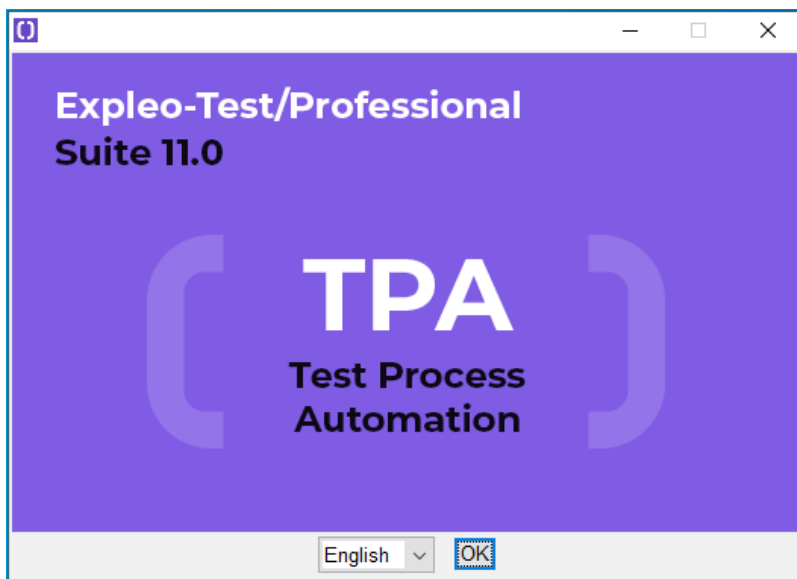 Expleo-Test/Professional
Suite 11.0
TPA
Test Process
Automation
English
OK